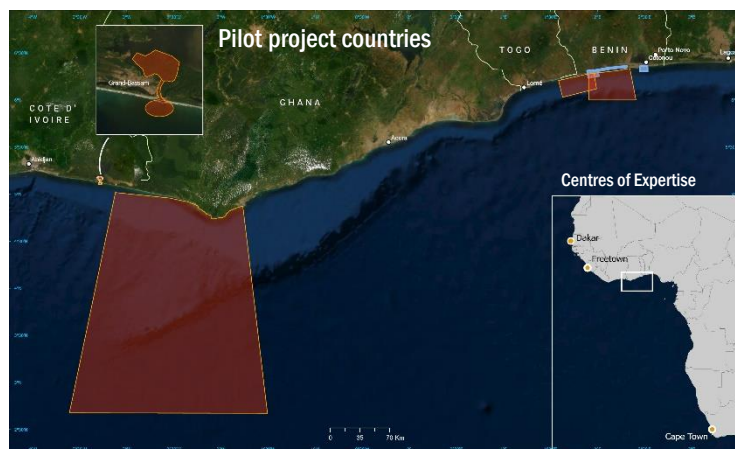 Pilot project countries
Grand-Bassam
COTE D'
IVOIRE
Abidjan
GHANA
Accra
TOGO
Lomé
BENIN
Porto Novo
Cotonou
Lagos
Centres of Expertise
Dakar
Freetown
Cape Town
0 35 70 Km